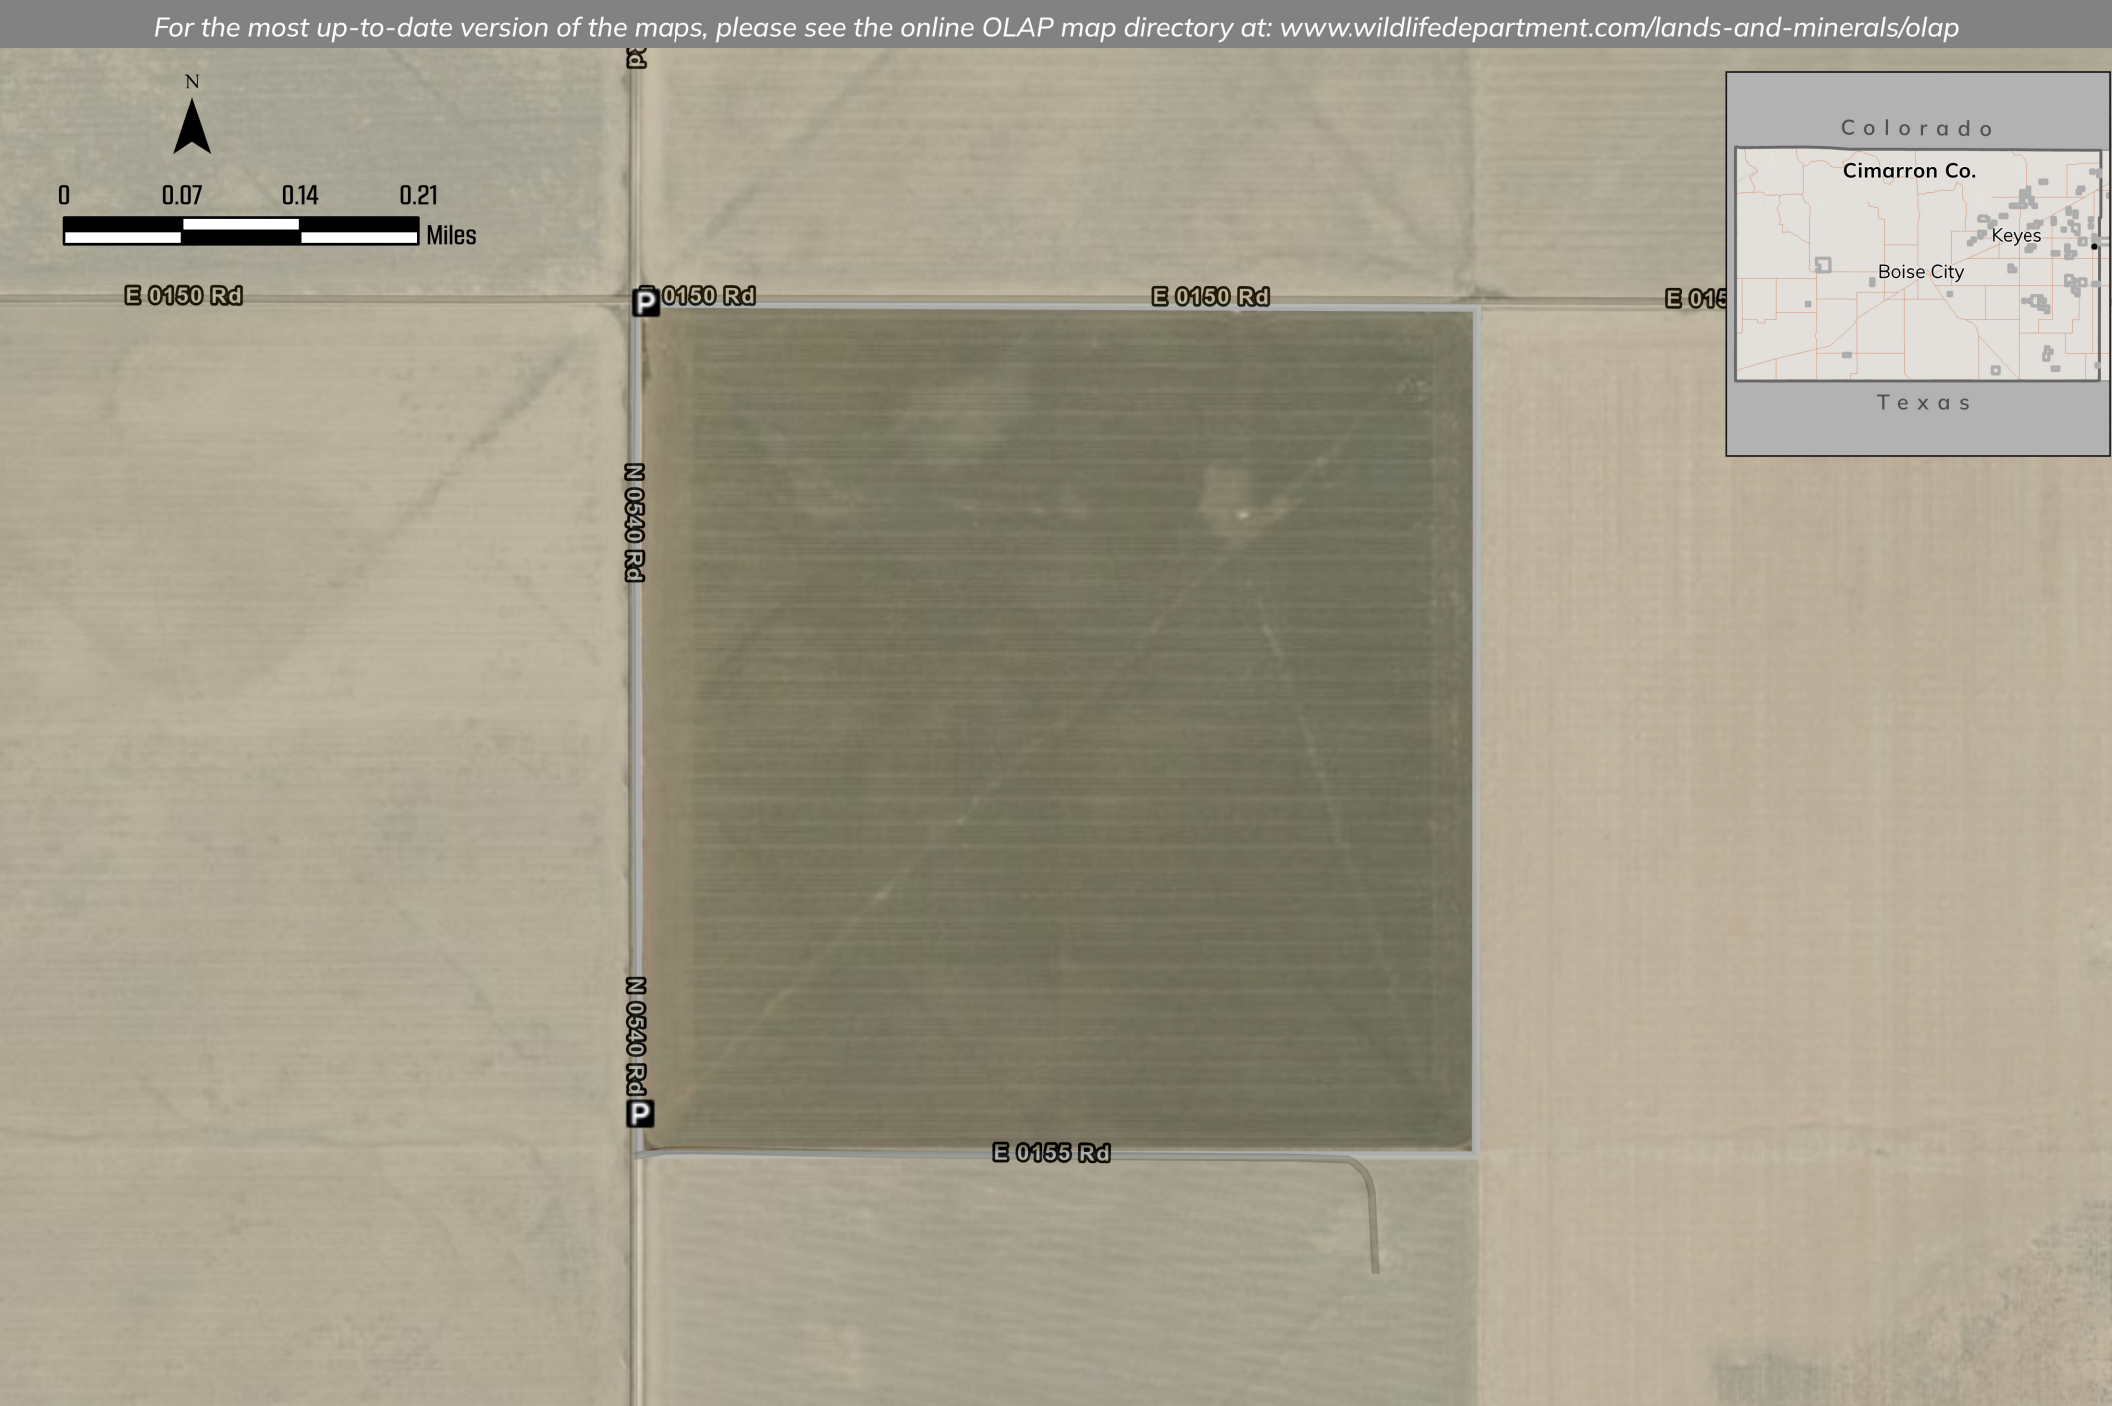 For the most up-to-date version of the maps, please see the online OLAP map directory at: www.wildlifedepartment.com/lands-and-minerals/olap
Rd
N
0 0.07 0.14 0.21
Miles
Colorado
Cimarron Co.
Keyes
Boise City
Texas
E 0150 Rd
P
0150 Rd
E 0150 Rd
E 015
N 0540 Rd
N 0540 Rd
P
E 0155 Rd